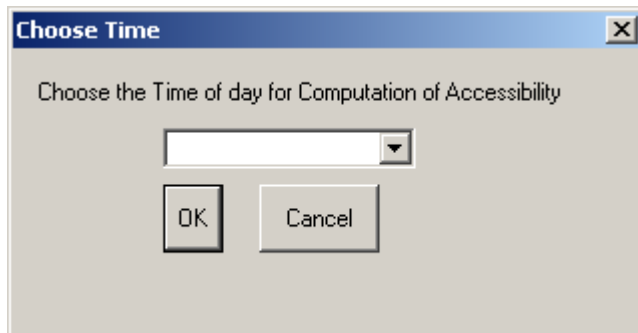 Choose Time
Choose the Time of day for Computation of Accessibility
OK
Cancel